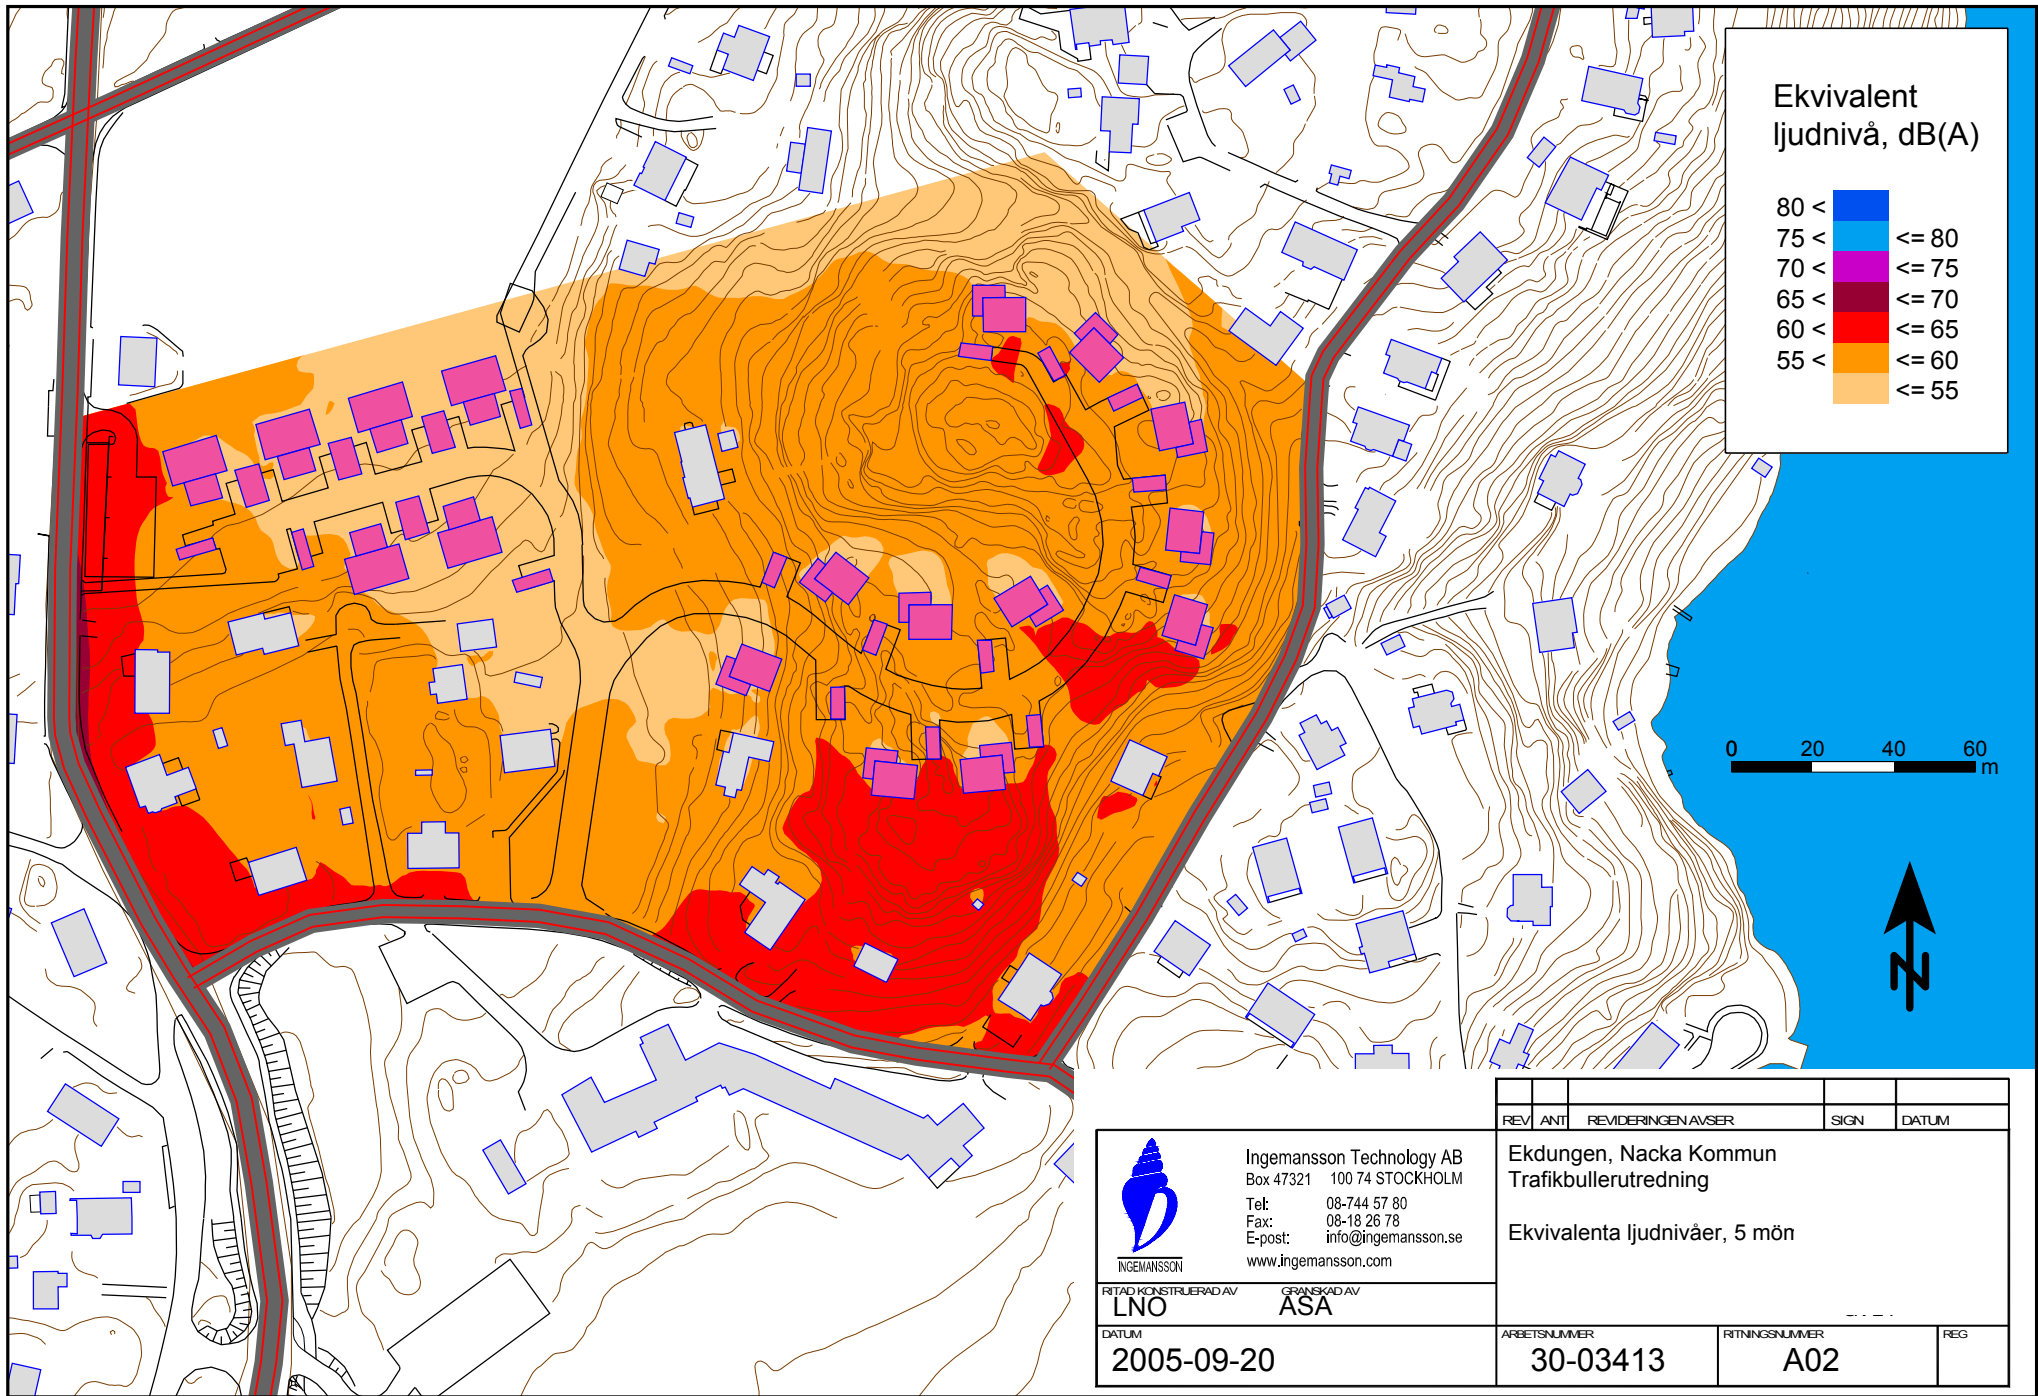 Ekvivalent
ljudnivå, dB(A)
80 <
75 < <= 80
70 < <= 75
65 < <= 70
60 < <= 65
55 < <= 60
<= 55
0 20 40 60
m
N
REV ANT REVIDERINGEN AVSER SIGN DATUM
Ingemansson Technology AB
Box 47321 100 74 STOCKHOLM
Tel: 08-744 57 80
Fax: 08-18 26 78
E-post: info@ingemansson.se
www.ingemansson.com
INGEMANSSON
Ekdungen, Nacka Kommun
Trafikbullerutredning
Ekvivalenta ljudnivåer, 5 möm
RITAD KONSTRUERAD AV GRANSKAD AV
LNO ASA
DATUM
2005-09-20
ARBETSNUMMER RITNINGSNUMMER REG
30-03413 A02